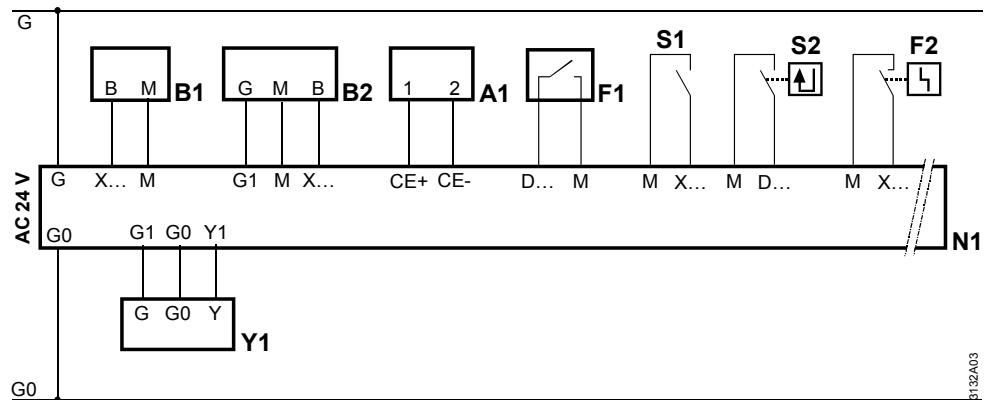 G
S1 S2 F2
B M B1 G M B B2 1 2 A1 F1
AC 24 V
G X... M G1 M X... CE+ CE- D... M M X... M D... M X...
G0 G1 G0 Y1
N1
G G0 Y
Y1
G0
3132A03